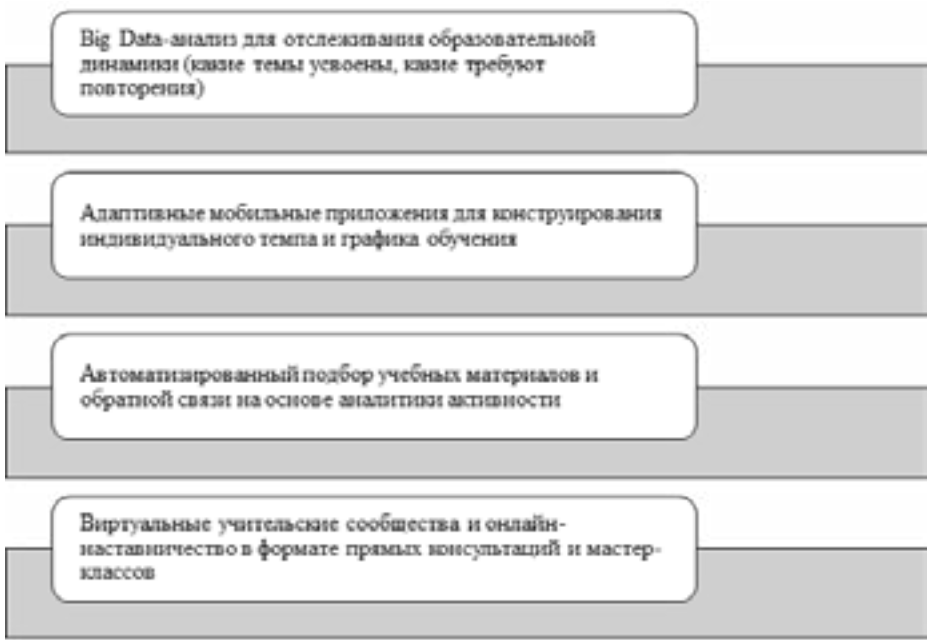 Big Data-анализ для отслеживания образовательной
динамики (какие темы усвоены, какие требуют
повторения)
Адаптивные мобильные приложения для конструирования
индивидуального темпа и графика обучения
Автоматизированный подбор учебных материалов и
обратной связи на основе аналитики активности
Виртуальные учительские сообщества и онлайн-
наставничество в формате прямых консультаций и мастер-
классов